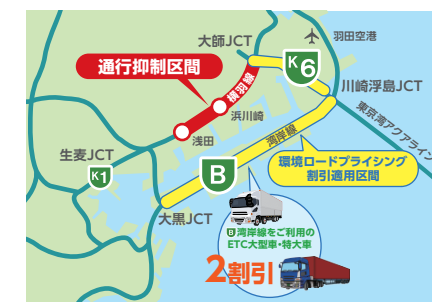 大師JCT
羽田空港
K6
通行抑制区間
横羽線
川崎浮島JCT
浜川崎
東京湾アクアライン
浅田
湾岸線
生麦JCT
環境ロードプライシング
割引適用区間
K1
B
大黒JCT
B湾岸線をご利用の
ETC大型車・特大車
2割引